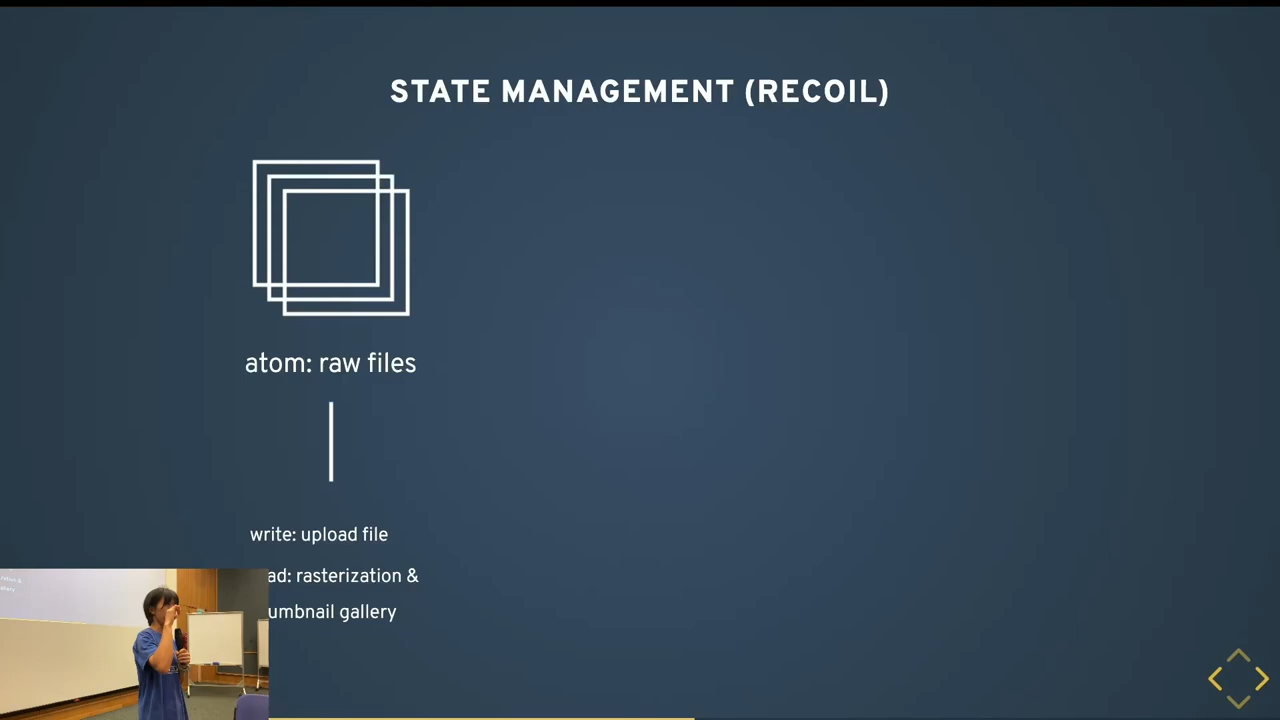 STATE MANAGEMENT (RECOIL)
atom: raw files
write: upload file
ad: rasterization &
umbnail gallery